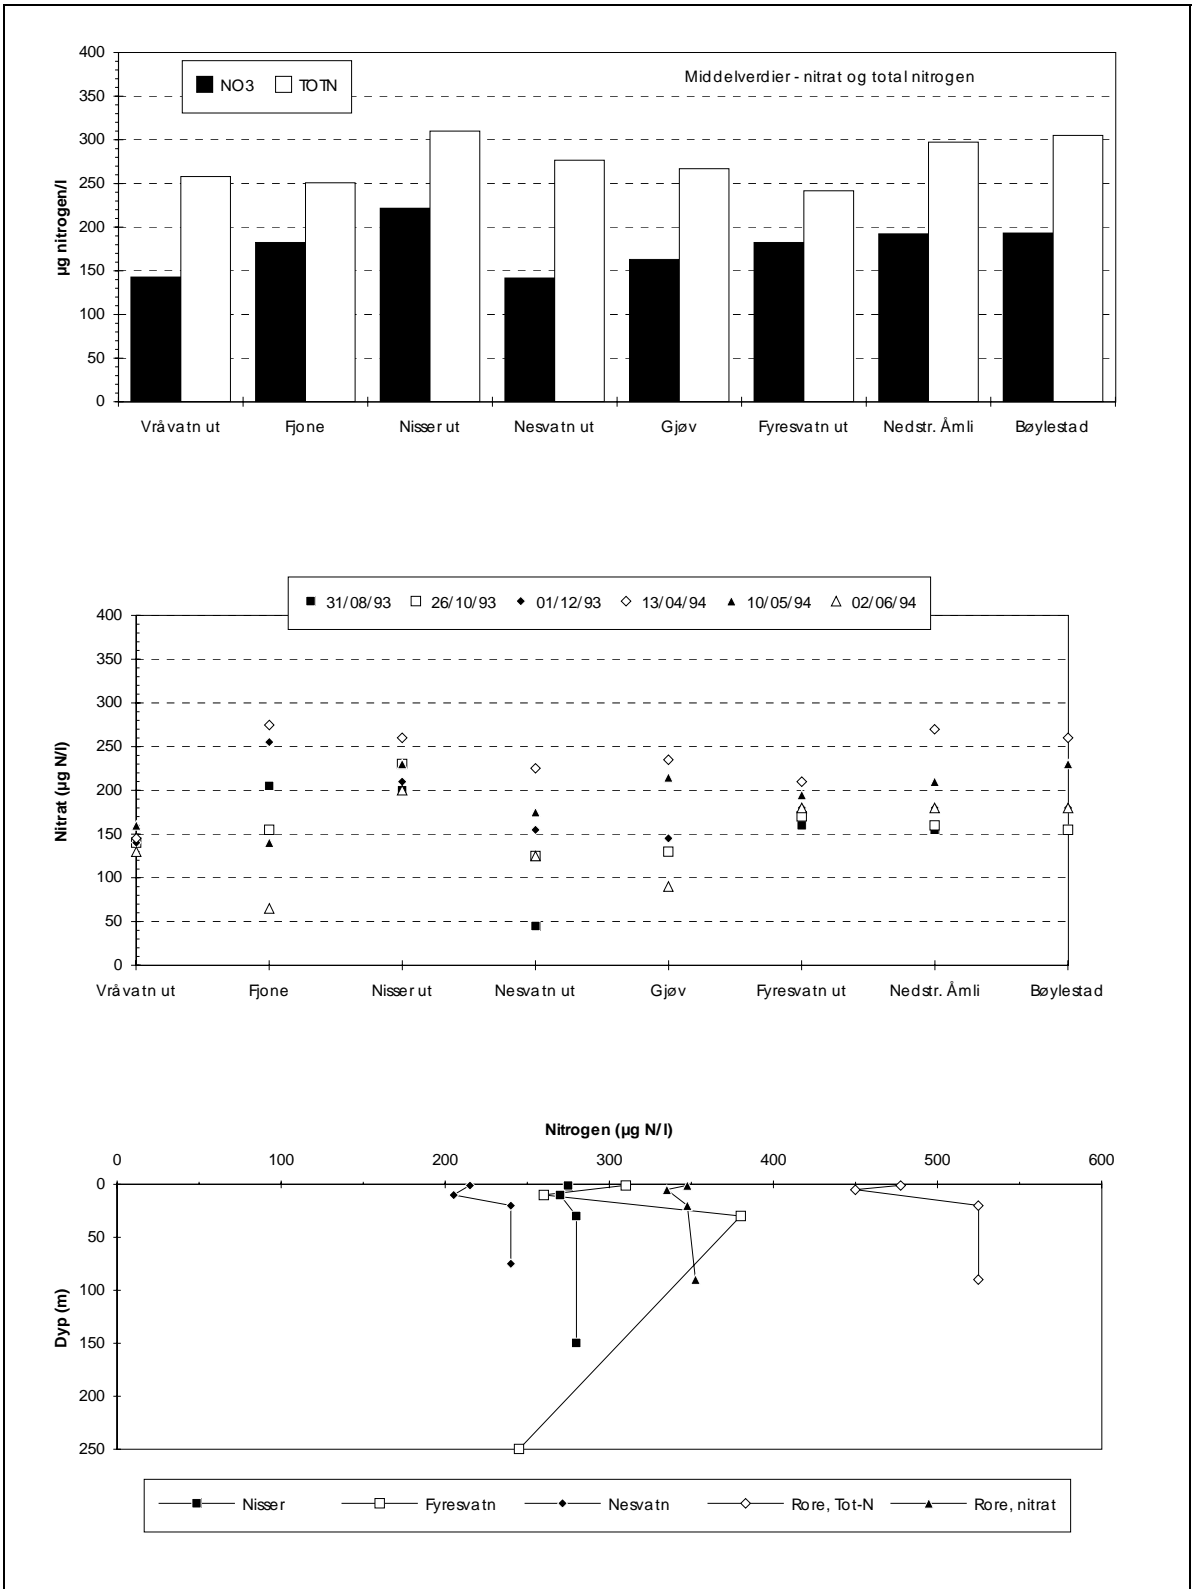 Middelverdier - nitrat og total nitrogen
NO3 TOTN
µg nitrogen/l
400
350
300
250
200
150
100
50
0
Vråvatn ut Fjone Nisser ut Nesvatn ut Gjøv Fyresvatn ut Nedstr. Åmli Bøylestad
31/08/93 26/10/93 01/12/93 13/04/94 10/05/94 02/06/94
Nitrat (µg N/l)
400
350
300
250
200
150
100
50
0
Vråvatn ut Fjone Nisser ut Nesvatn ut Gjøv Fyresvatn ut Nedstr. Åmli Bøylestad
Nitrogen (µg N/l)
0 100 200 300 400 500 600
Dyp (m)
0
50
100
150
200
250
Nisser Fyresvatn Nesvatn Rore, Tot-N Rore, nitrat